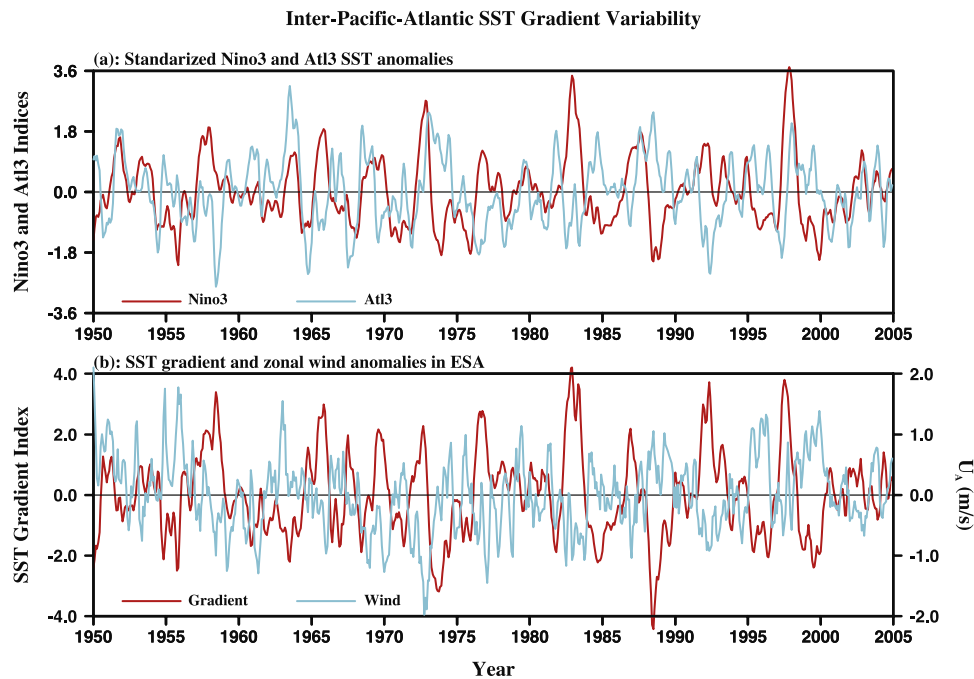 Inter-Pacific-Atlantic SST Gradient Variability
(a): Standarized Nino3 and Atl3 SST anomalies
Nino3 and Atl3 Indices
3.6
1.8
0.0
-1.8
-3.6
Nino3
Atl3
1950 1955 1960 1965 1970 1975 1980 1985 1990 1995 2000 2005
(b): SST gradient and zonal wind anomalies in ESA
SST Gradient Index
4.0
2.0
0.0
-2.0
-4.0
Gradient
Wind
2.0
1.0
0.0
-1.0
-2.0
U_A (m/s)
1950 1955 1960 1965 1970 1975 1980 1985 1990 1995 2000 2005
Year